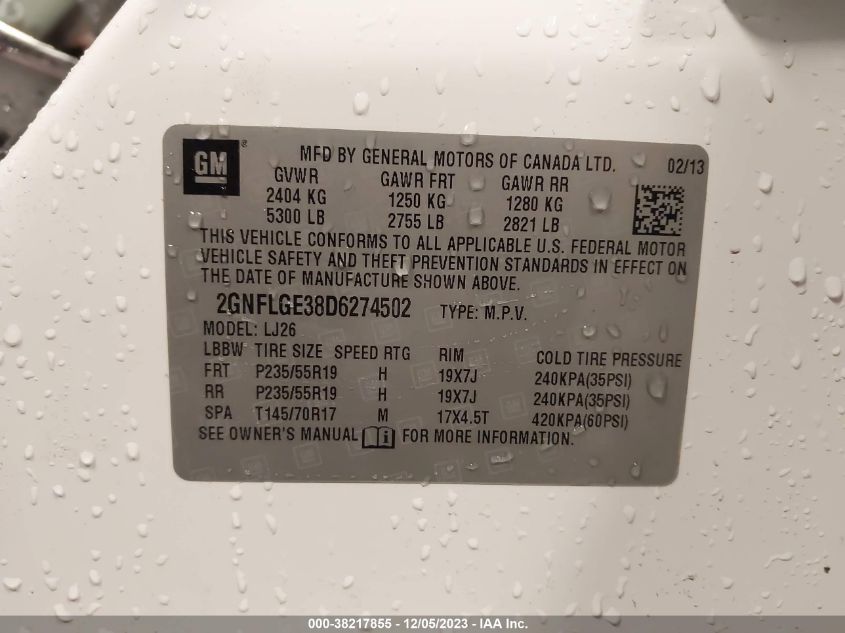 GM ® MFD BY GENERAL MOTORS OF CANADA LTD. 02/13
GVWR GAWR FRT GAWR RR
2404 KG 1250 KG 1280 KG
5300 LB 2755 LB 2821 LB
THIS VEHICLE CONFORMS TO ALL APPLICABLE U.S. FEDERAL MOTOR
VEHICLE SAFETY AND THEFT PREVENTION STANDARDS IN EFFECT ON
THE DATE OF MANUFACTURE SHOWN ABOVE.
2GNFLGE38D6274502 TYPE: M.P.V.
MODEL: LJ26
LBBW TIRE SIZE SPEED RTG RIM COLD TIRE PRESSURE
FRT P235/55R19 H 19X7J 240KPA(35PSI)
RR P235/55R19 H 19X7J 240KPA(35PSI)
SPA T145/70R17 M 17X4.5T 420KPA(60PSI)
SEE OWNER'S MANUAL FOR MORE INFORMATION.
000-38217855 - 12/05/2023 - IAA Inc.